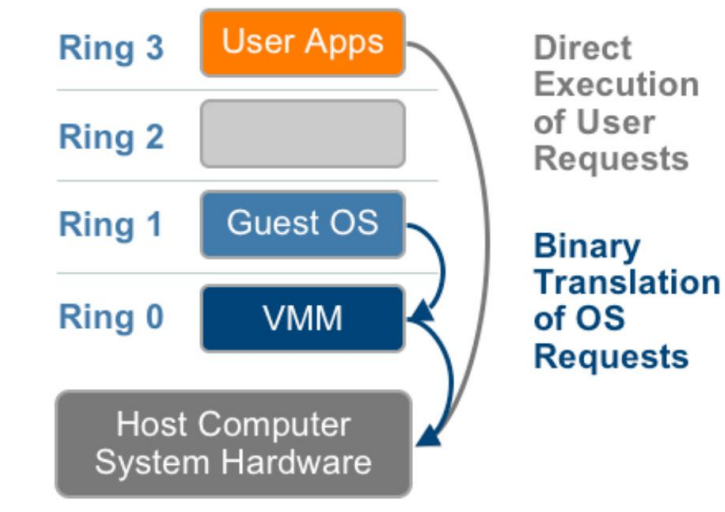 Ring 3
User Apps
Direct
Execution
of User
Requests
Ring 2
Ring 1
Guest OS
Binary
Translation
of OS
Requests
Ring 0
VMM
Host Computer
System Hardware